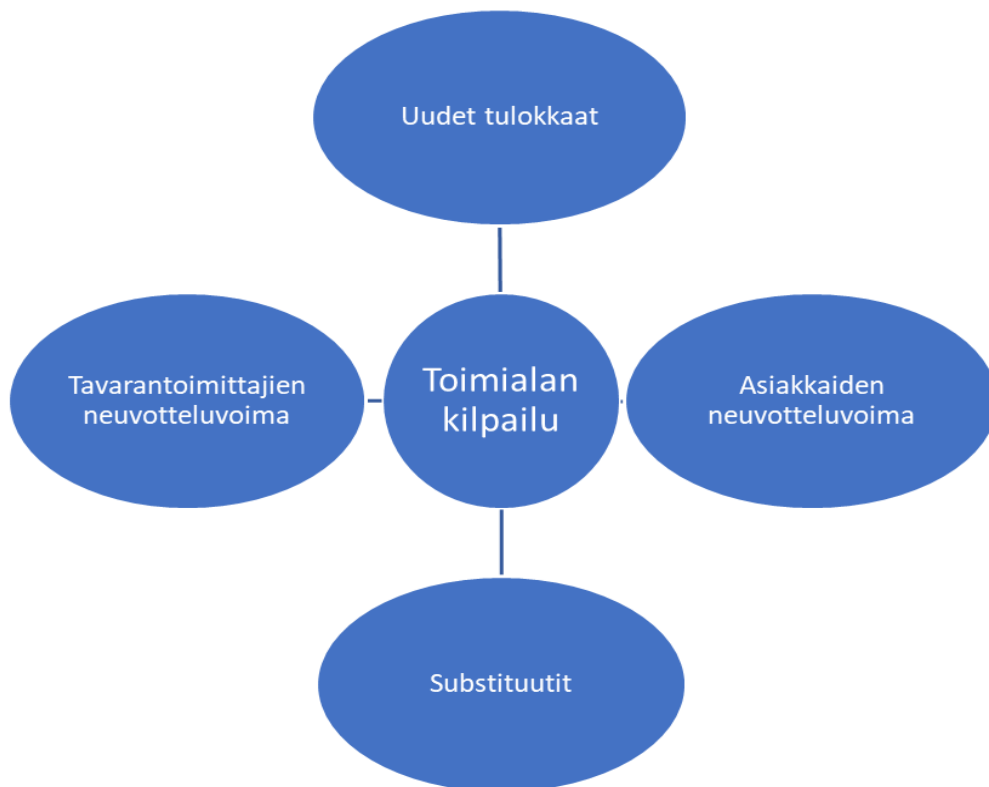 Uudet tulokkaat
Tavarantoimittajien
neuvotteluvoima
Toimialan
kilpailu
Asiakkaiden
neuvotteluvoima
Substituutit